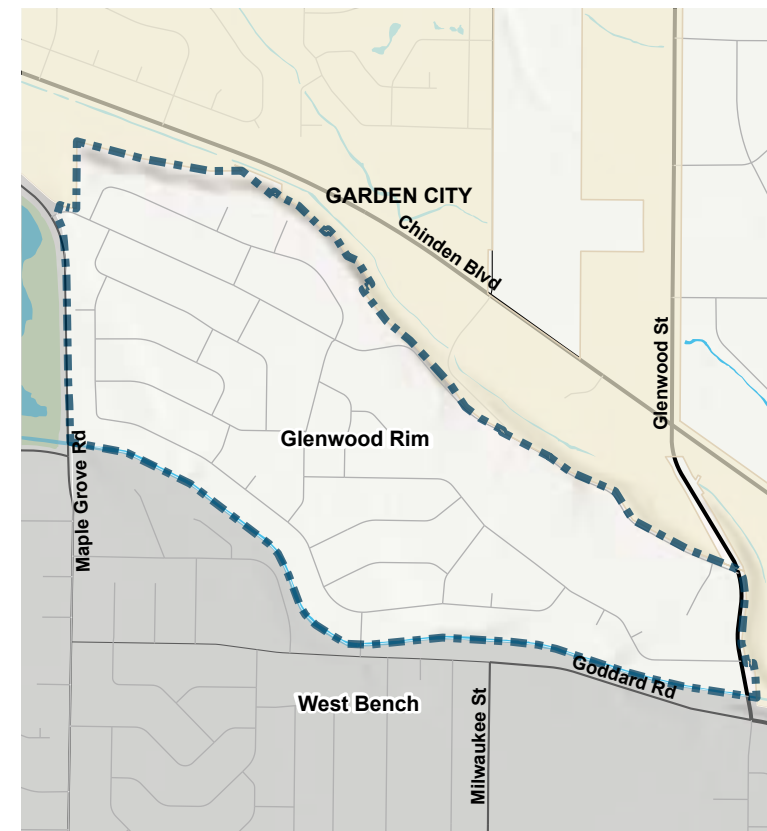 GARDEN CITY
Chinden Blvd
Glenwood St
Glenwood Rim
Maple Grove Rd
Goddard Rd
West Bench
Milwaukee St